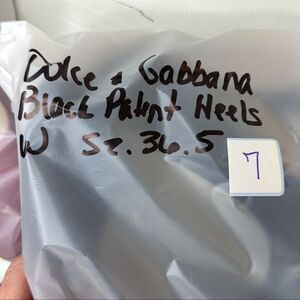 Dolce & Gabbana
Black Patent Heels
W Sz. 36.5
7